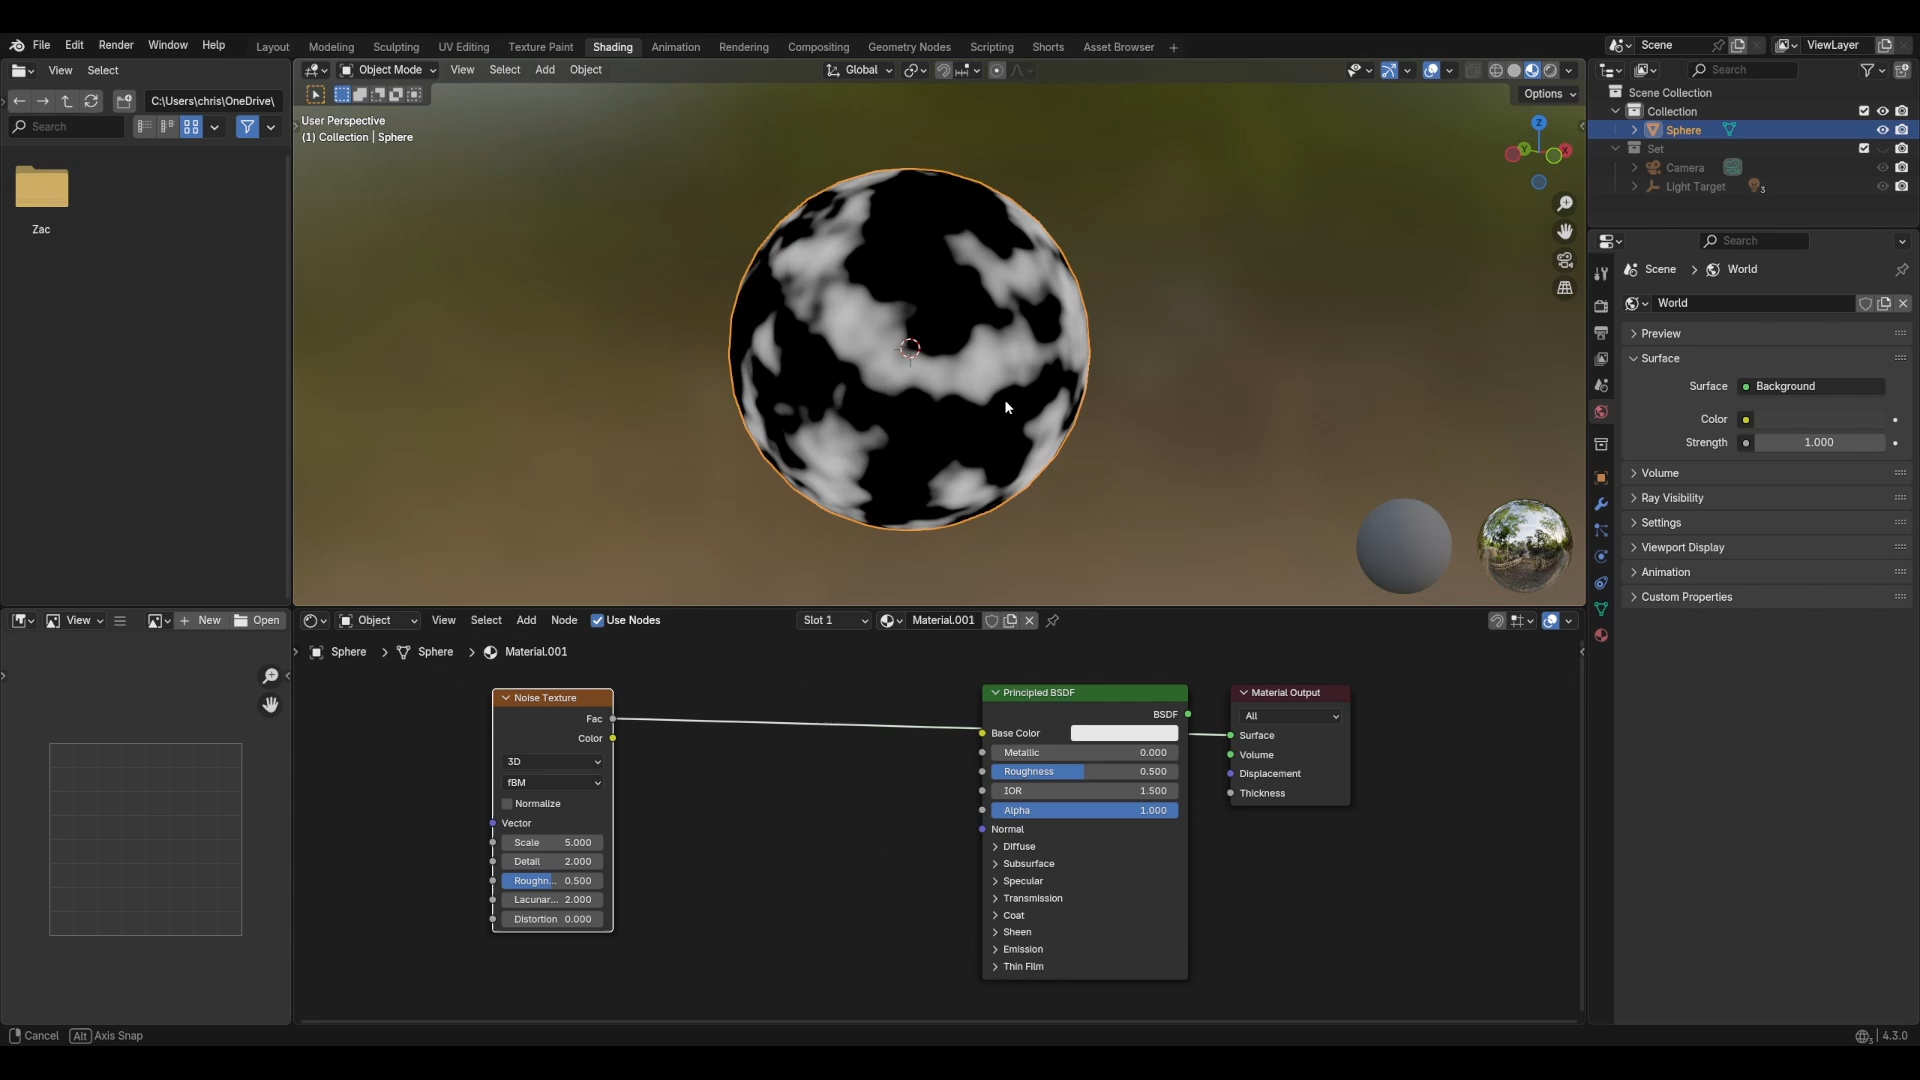 File Edit Render Window Help Layout Modeling Sculpting UV Editing Texture Paint Shading Animation Rendering Compositing Geometry Nodes Scripting Shorts Asset Browser + Scene ViewLayer
View Select
Object Mode View Select Add Object Global
Search
C:\Users\chris\OneDrive\
Options
Search
Zac
User Perspective
(1) Collection | Sphere
Z
Y
X
Scene Collection
Collection
Sphere
Set
Camera
Light Target 3
Search
Scene > World
World
Preview
Surface
Surface Background
Color
Strength 1.000
Volume
Ray Visibility
Settings
Viewport Display
Animation
Custom Properties
View + New Open
Object View Select Add Node Use Nodes Slot 1 Material.001
Sphere > Sphere > Material.001
Noise Texture
Fac
Color
3D
fBM
Normalize
Vector
Scale 5.000
Detail 2.000
Roughn... 0.500
Lacunar... 2.000
Distortion 0.000
Principled BSDF
BSDF
Base Color
Metallic 0.000
Roughness 0.500
IOR 1.500
Alpha 1.000
Normal
Diffuse
Subsurface
Specular
Transmission
Coat
Sheen
Emission
Thin Film
Material Output
All
Surface
Volume
Displacement
Thickness
Cancel Alt Axis Snap
4.3.0